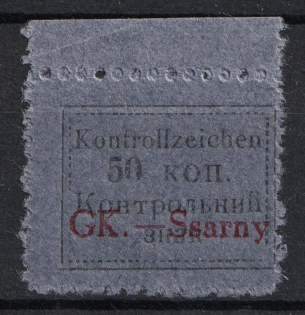 Kontrollzeichen
50 коп.
Контрольний
GK. — Ssarny
знак